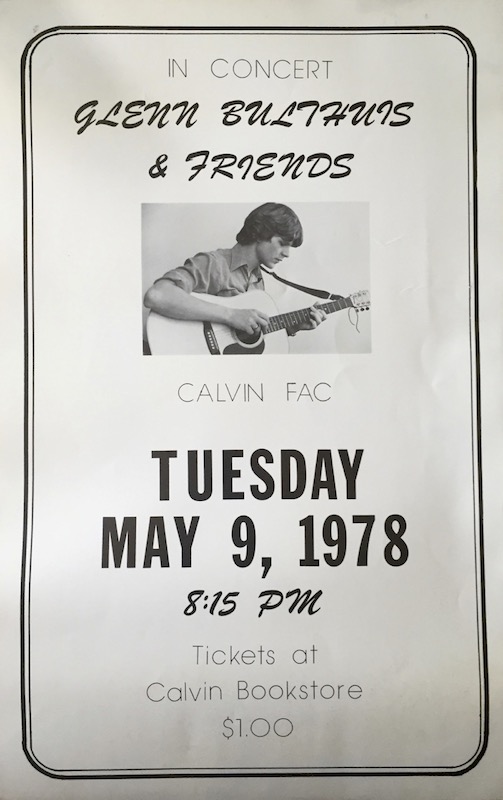 IN CONCERT
GLENN BULTHUIS
& FRIENDS
CALVIN FAC
TUESDAY
MAY 9, 1978
8:15 PM
Tickets at
Calvin Bookstore
$1.00